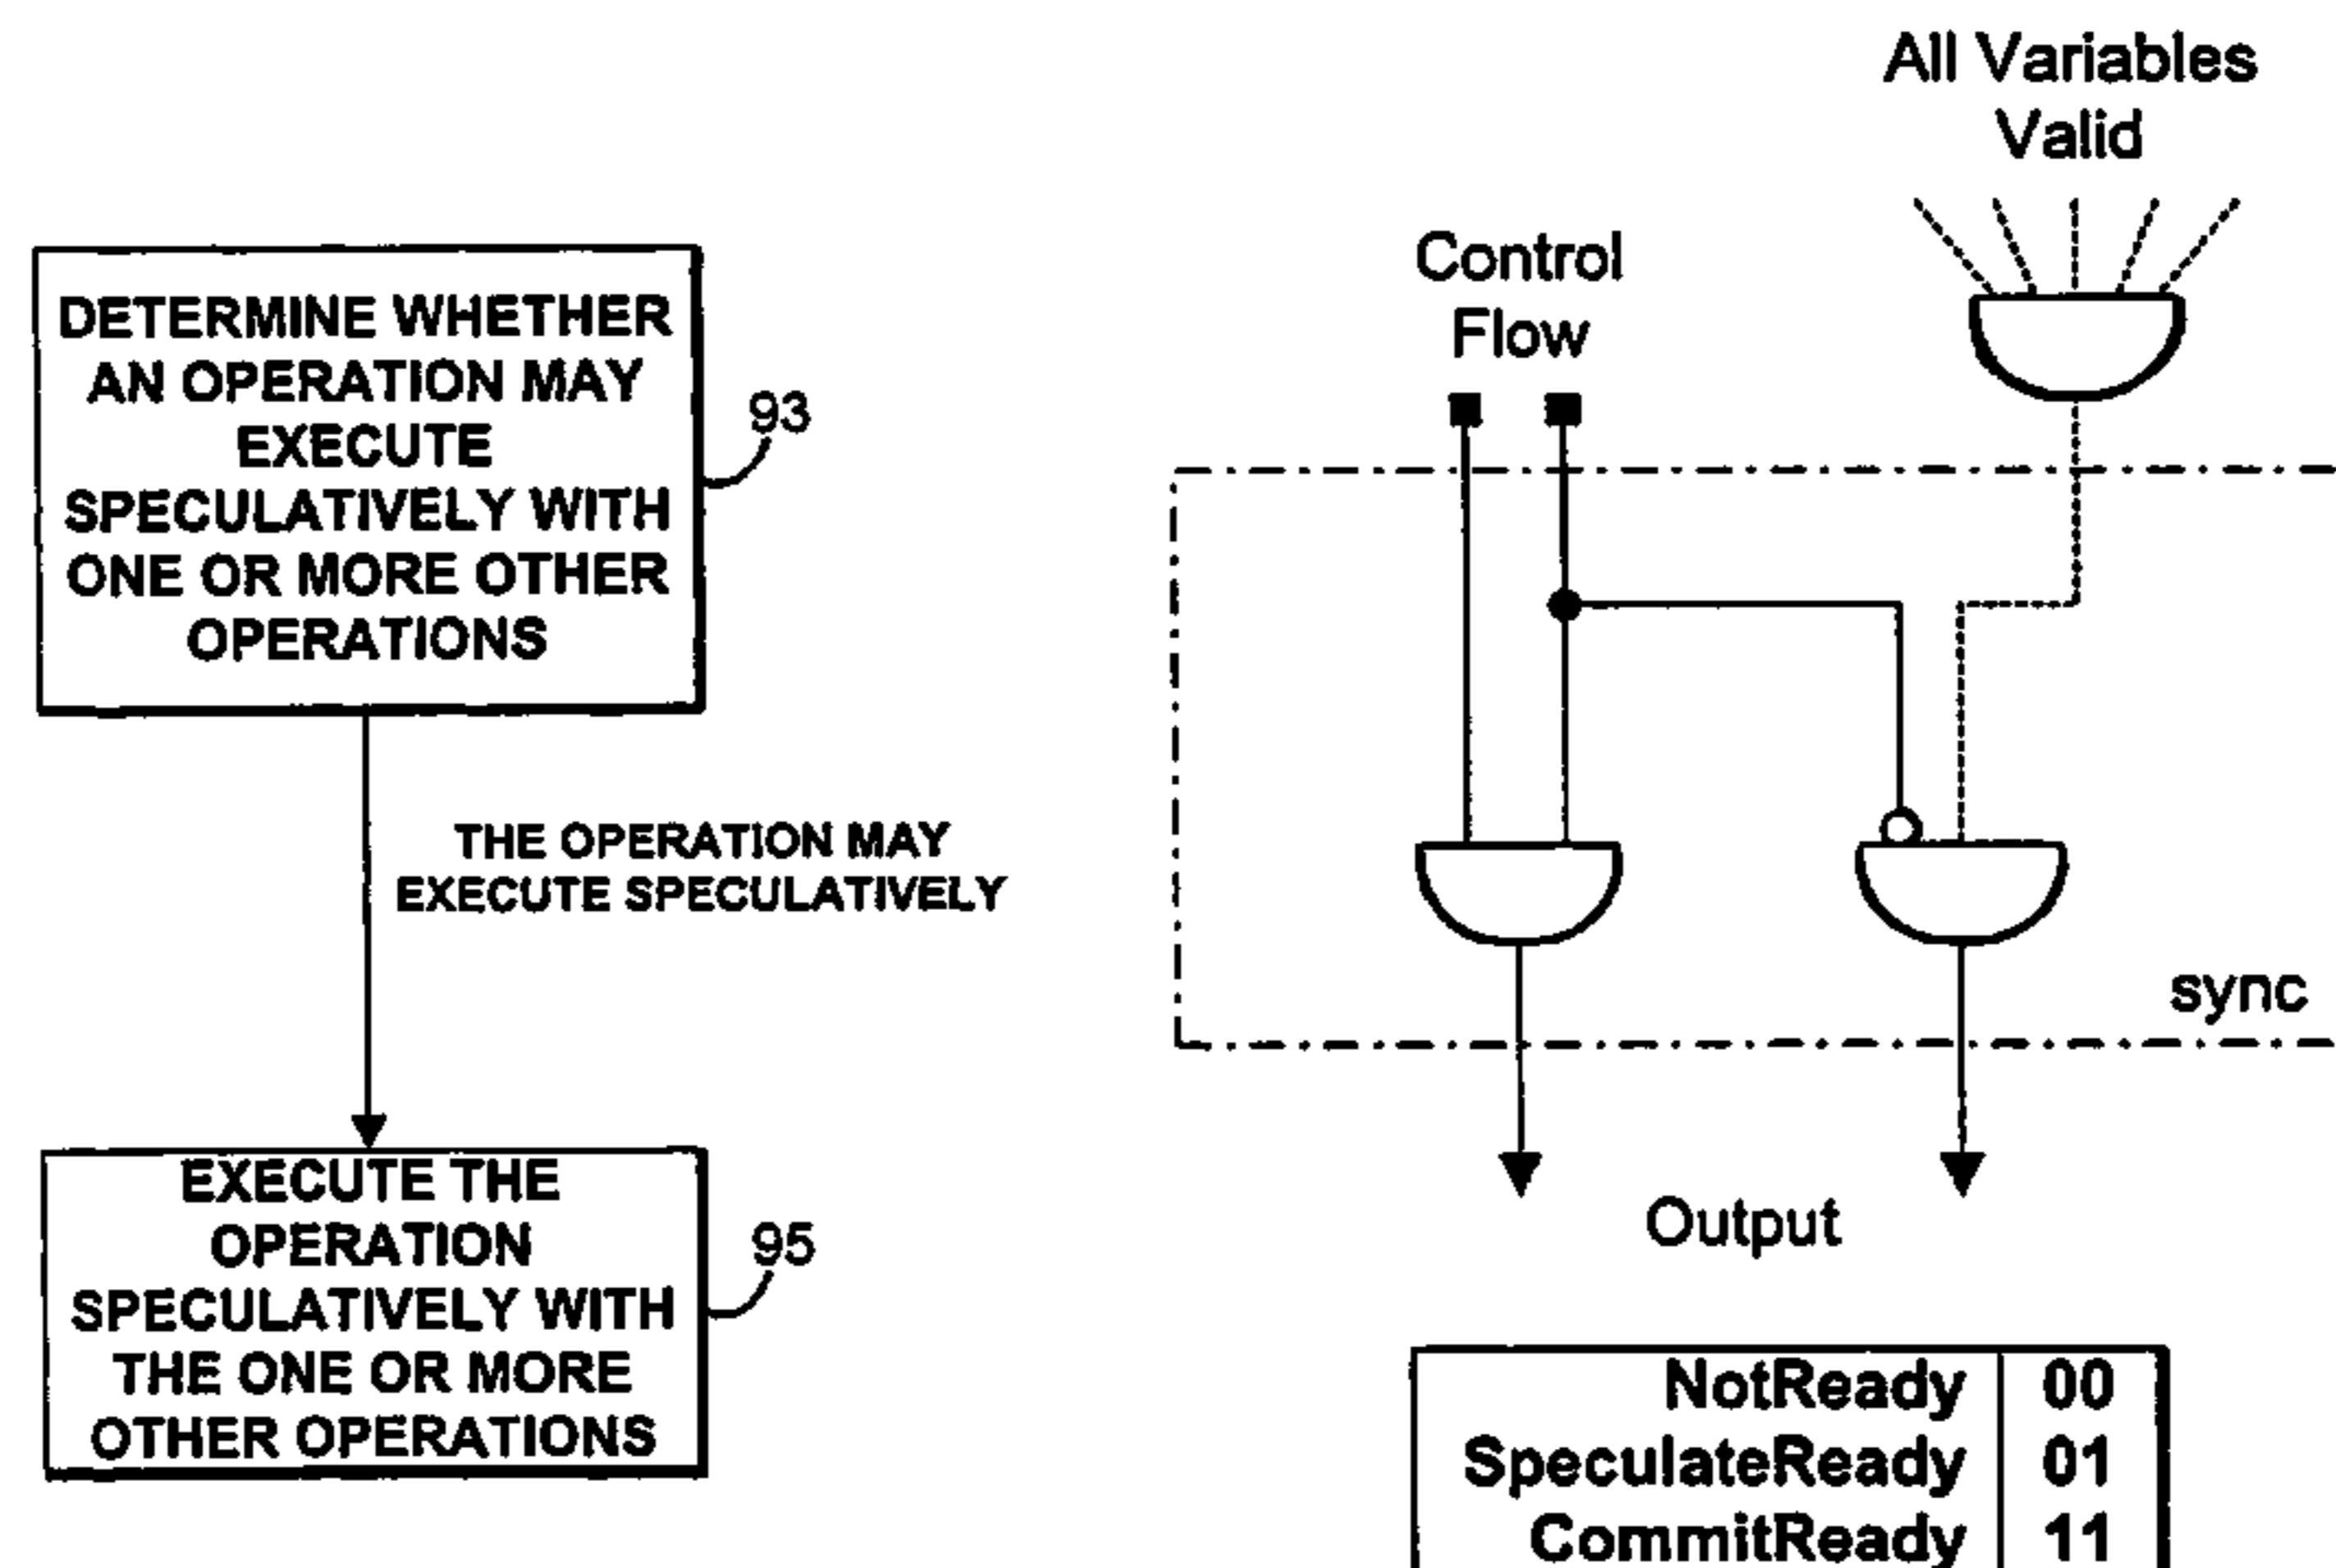 DETERMINE WHETHER
AN OPERATION MAY
EXECUTE
SPECULATIVELY WITH
ONE OR MORE OTHER
OPERATIONS
93
THE OPERATION MAY
EXECUTE SPECULATIVELY
EXECUTE THE
OPERATION
SPECULATIVELY WITH
THE ONE OR MORE
OTHER OPERATIONS
95
All Variables
Valid
Control
Flow
sync
Output
NotReady 00
SpeculateReady 01
CommitReady 11